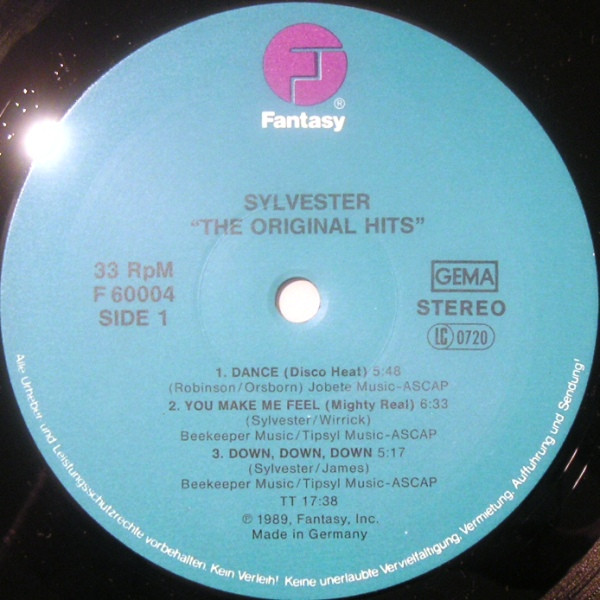 ®
Fantasy
SYLVESTER
"THE ORIGINAL HITS"
33 RpM
F 60004
SIDE 1
GEMA
STEREO
LC 0720
1. DANCE (Disco Heat) 5:48
(Robinson/Orsborn) Jobete Music-ASCAP
2. YOU MAKE ME FEEL (Mighty Real) 6:33
(Sylvester/Wirrick)
Beekeeper Music/Tipsyl Music-ASCAP
3. DOWN, DOWN, DOWN 5:17
(Sylvester/James)
Beekeeper Music/Tipsyl Music-ASCAP
TT 17:38
℗ 1989, Fantasy, Inc.
Made in Germany
Alle Urheber- und Leistungsschutzrechte vorbehalten. Kein Verleih! Keine unerlaubte Vervielfältigung, Vermietung, Aufführung und Sendung!